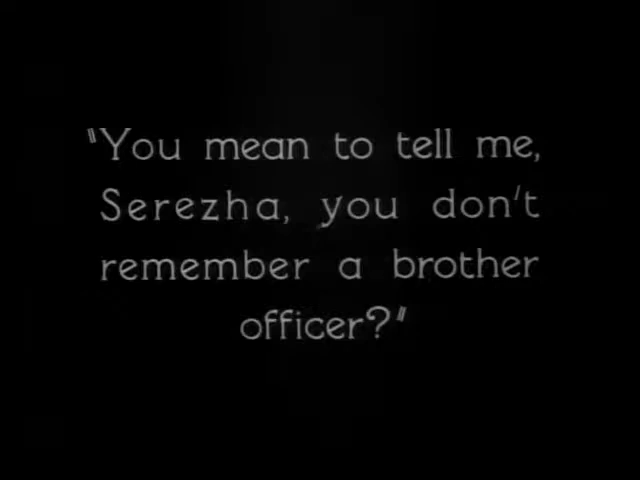 "You mean to tell me,
Serezha, you don't
remember a brother
officer?"